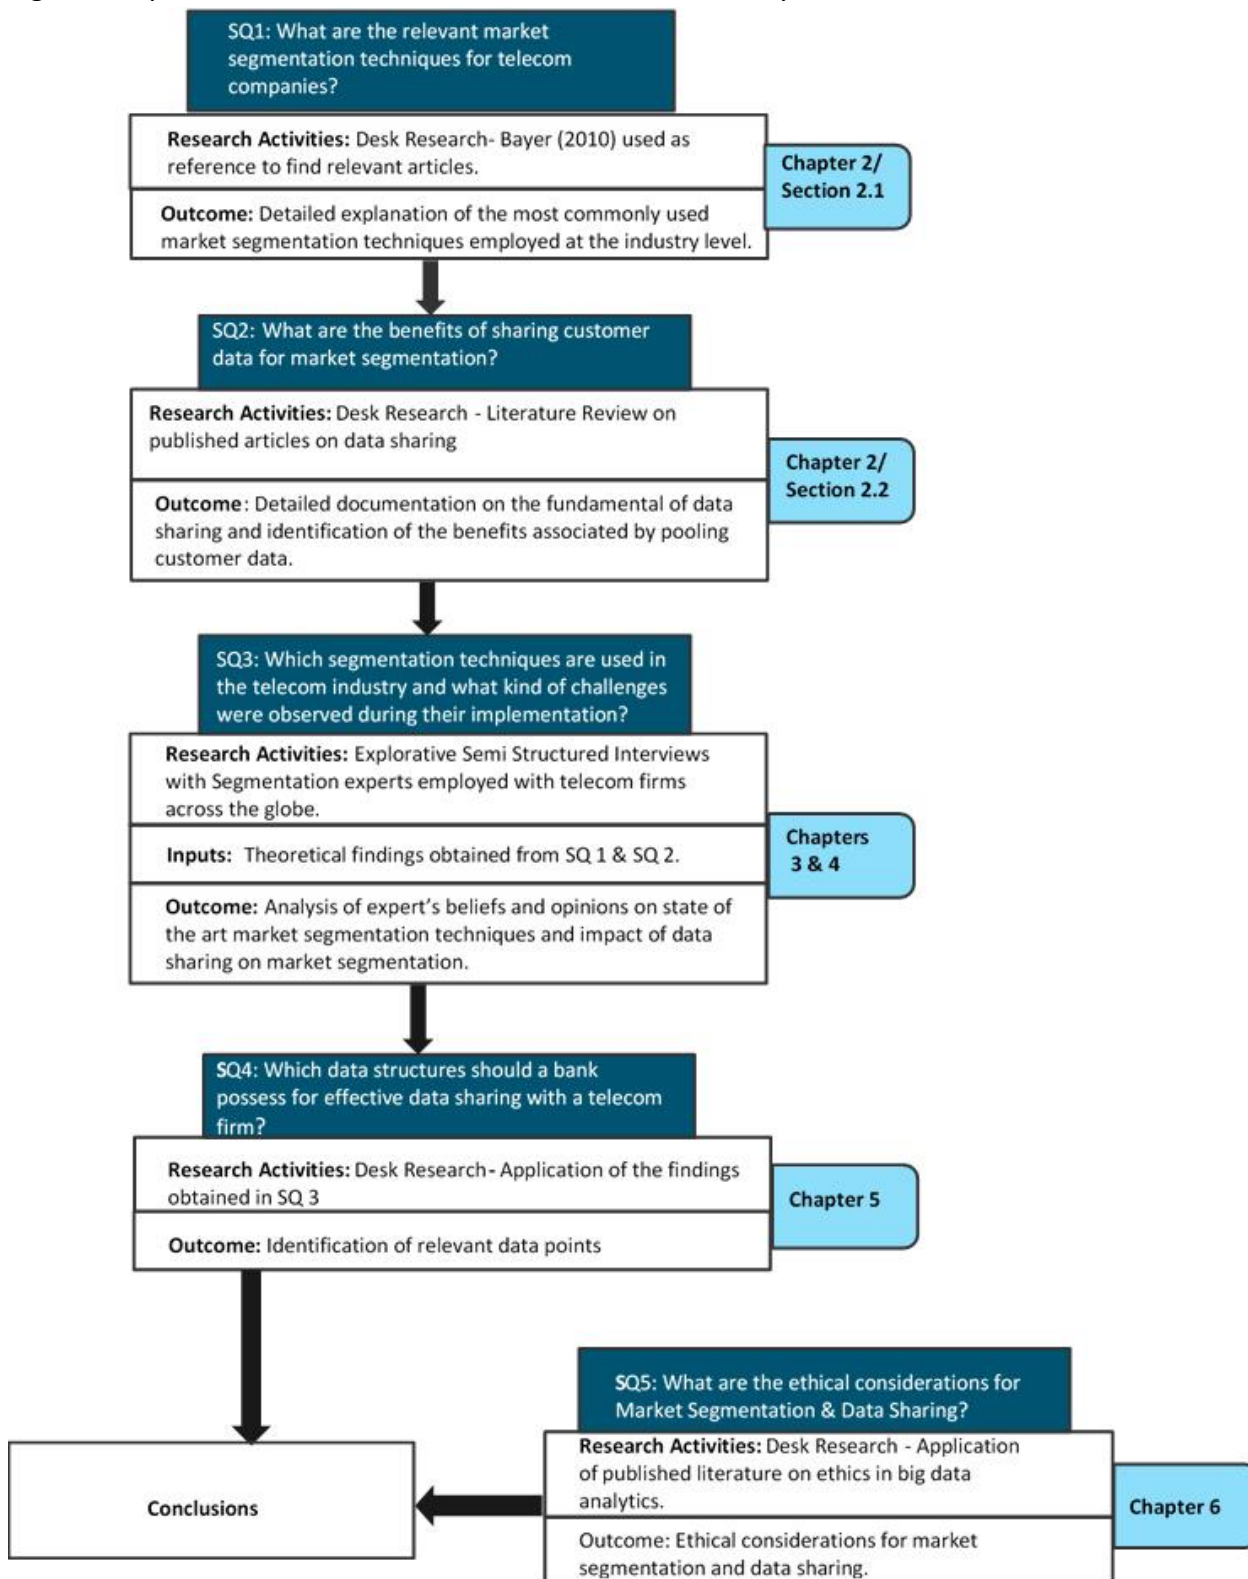 SQ1: What are the relevant market
segmentation techniques for telecom
companies?
Research Activities: Desk Research- Bayer (2010) used as
reference to find relevant articles.
Chapter 2/
Section 2.1
Outcome: Detailed explanation of the most commonly used
market segmentation techniques employed at the industry level.
SQ2: What are the benefits of sharing customer
data for market segmentation?
Research Activities: Desk Research - Literature Review on
published articles on data sharing
Chapter 2/
Section 2.2
Outcome: Detailed documentation on the fundamental of data
sharing and identification of the benefits associated by pooling
customer data.
SQ3: Which segmentation techniques are used in
the telecom industry and what kind of challenges
were observed during their implementation?
Research Activities: Explorative Semi Structured Interviews
with Segmentation experts employed with telecom firms
across the globe.
Inputs: Theoretical findings obtained from SQ 1 & SQ 2.
Chapters
3 & 4
Outcome: Analysis of expert's beliefs and opinions on state of
the art market segmentation techniques and impact of data
sharing on market segmentation.
SQ4: Which data structures should a bank
possess for effective data sharing with a telecom
firm?
Research Activities: Desk Research- Application of the findings
obtained in SQ 3
Chapter 5
Outcome: Identification of relevant data points
SQ5: What are the ethical considerations for
Market Segmentation & Data Sharing?
Research Activities: Desk Research - Application
of published literature on ethics in big data
analytics.
Chapter 6
Outcome: Ethical considerations for market
segmentation and data sharing.
Conclusions